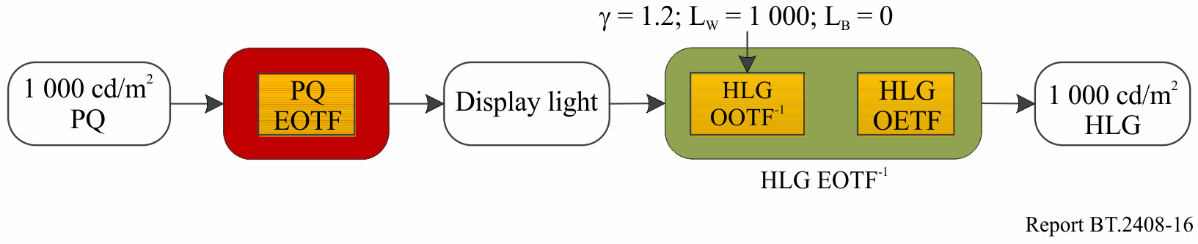 γ = 1.2; L_W = 1 000; L_B = 0
1 000 cd/m²
PQ
PQ
EOTF
Display light
HLG
OOTF⁻¹
HLG
OETF
1 000 cd/m²
HLG
HLG EOTF⁻¹
Report BT.2408-16